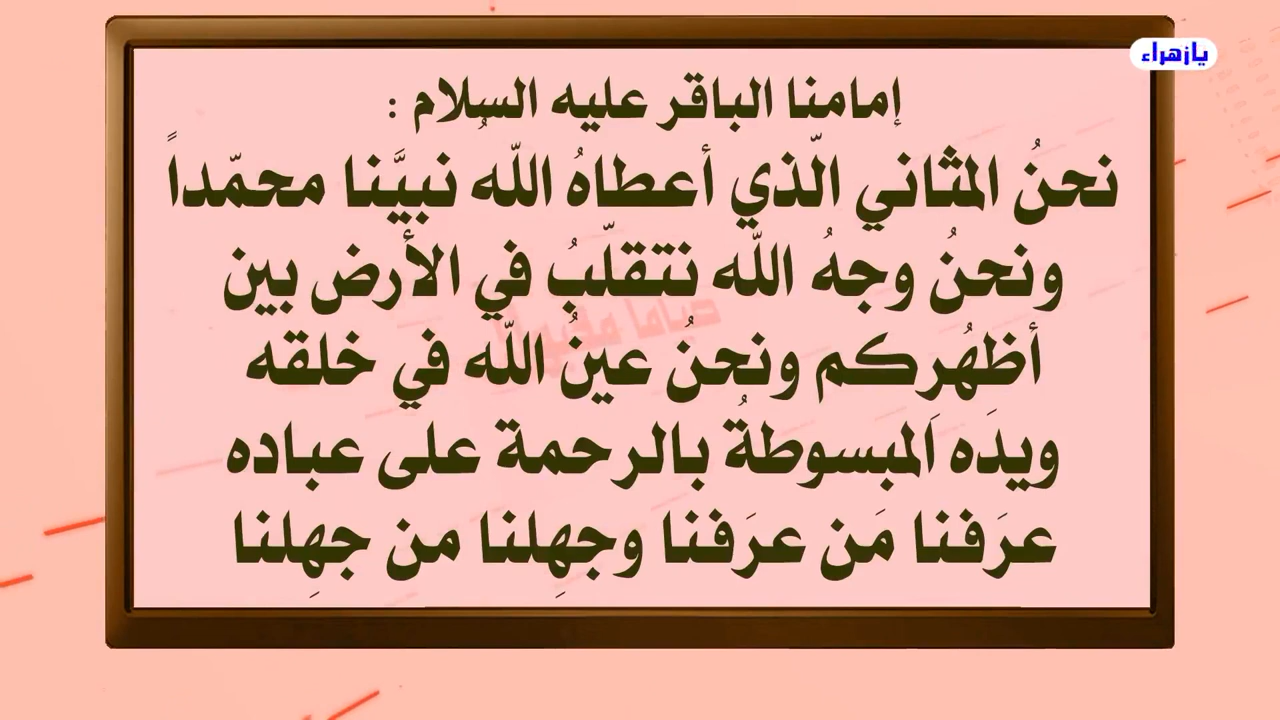 يازهراء
إمامنا الباقر عليه السلام :
نحنُ المثاني الّذي أعطاهُ اللّه نبيَّنا محمّداً
ونحنُ وجهُ اللّه نتقلّبُ في الأرض بين
أظهُركم ونحنُ عينُ اللّه في خلقه
ويدَه المبسوطةُ بالرحمة على عباده
عرَفنا مَن عرَفنا وجهِلنا من جهِلنا